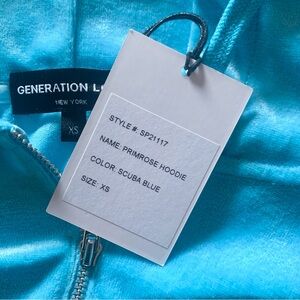 GENERATION L
NEW YORK
XS
STYLE #: SP21117
NAME: PRIMROSE HOODIE
COLOR: SCUBA BLUE
SIZE: XS